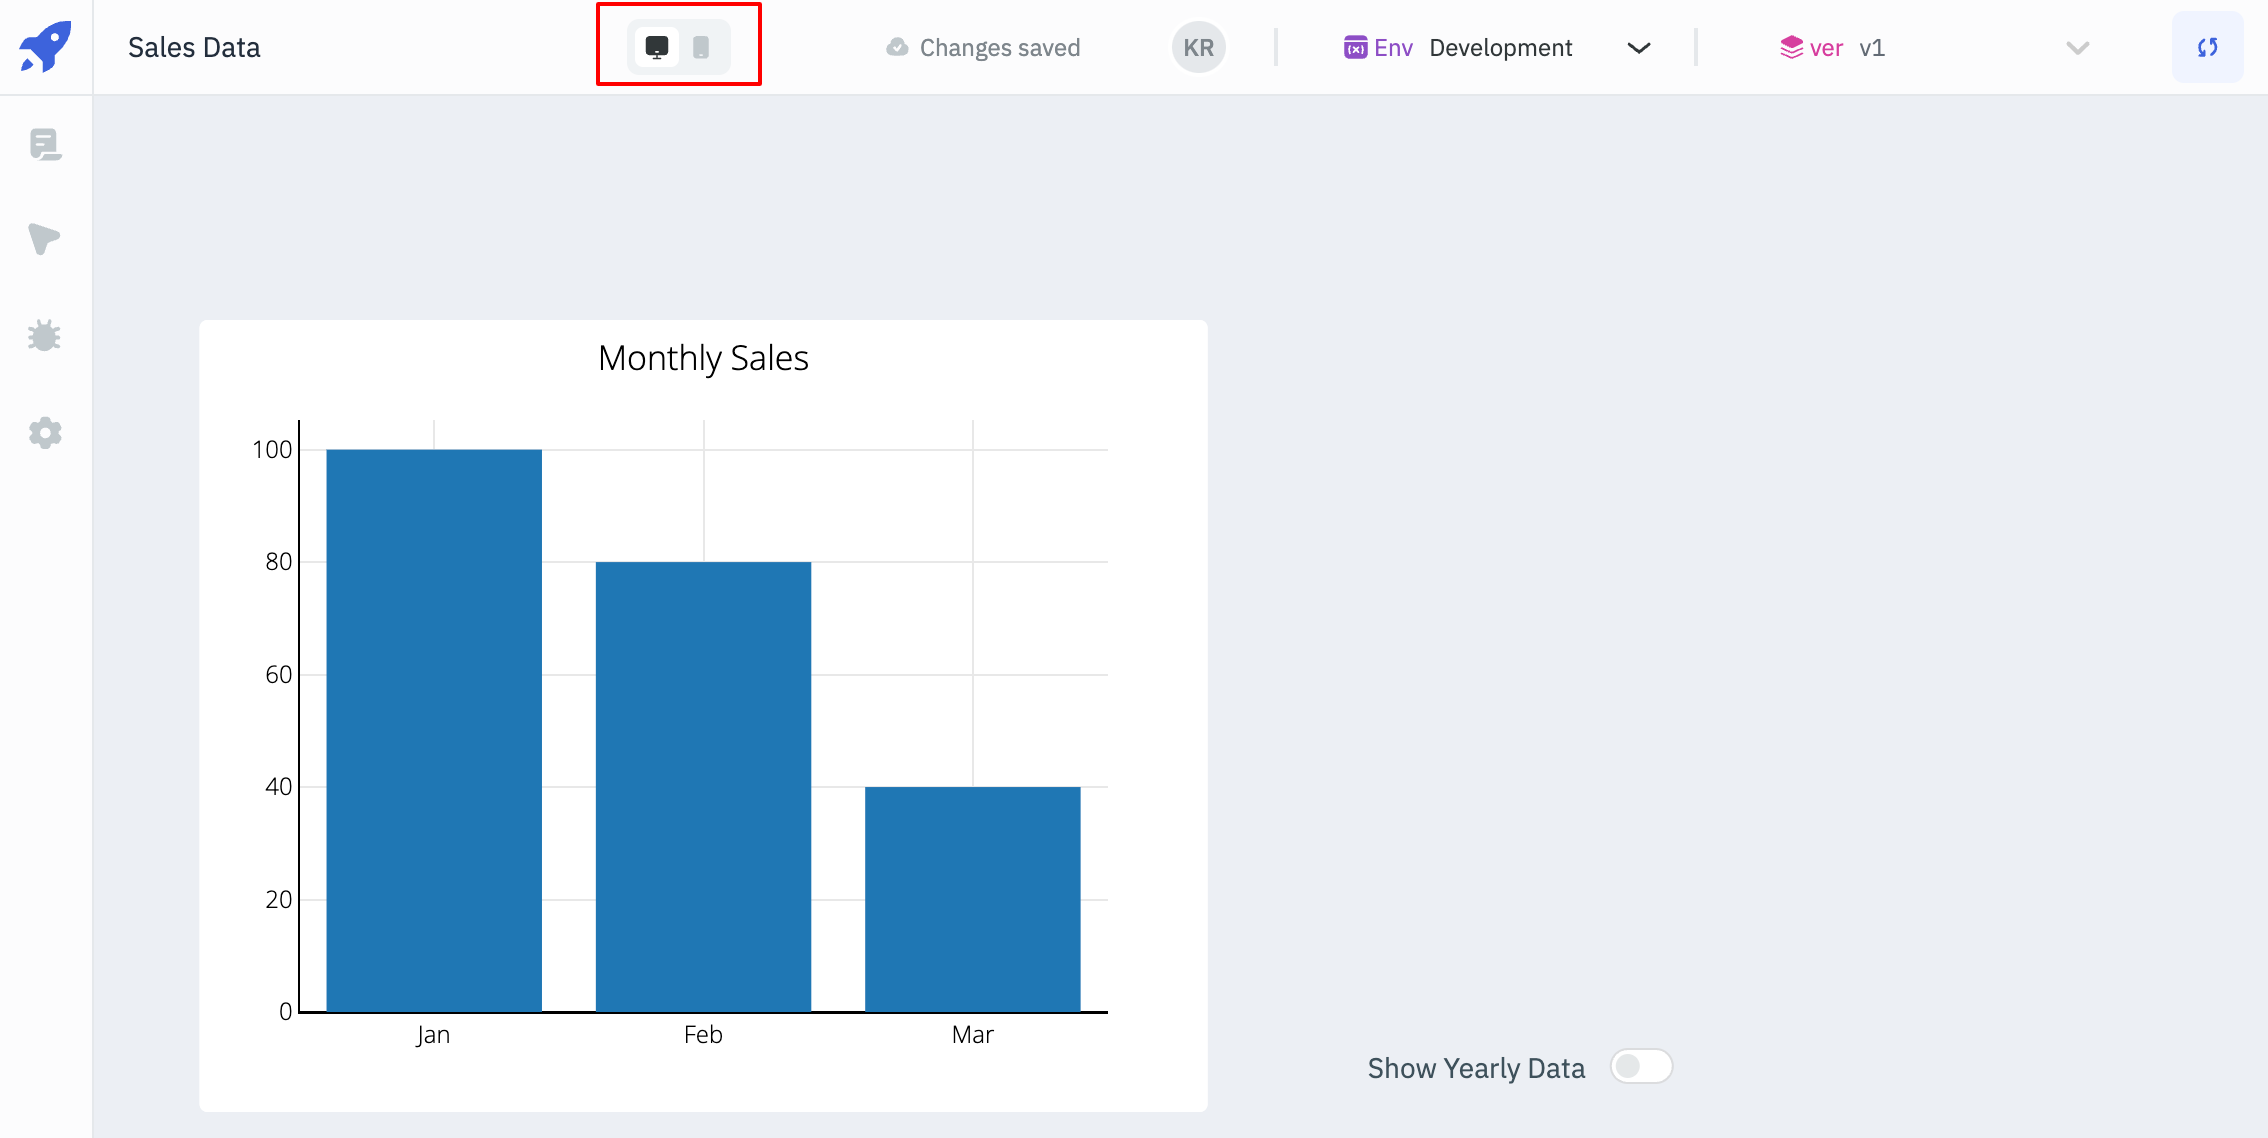 Sales Data
Changes saved
KR
Env Development
ver v1
Monthly Sales
100
80
60
40
20
0
Jan Feb Mar
Show Yearly Data